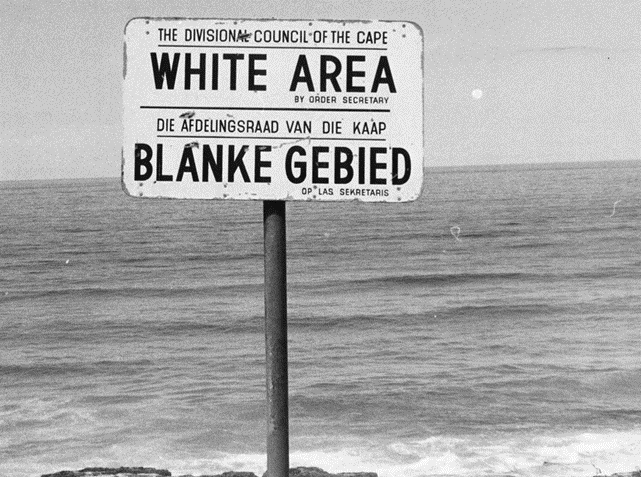 THE DIVISIONAL COUNCIL OF THE CAPE
WHITE AREA
BY ORDER SECRETARY
DIE AFDELINGSRAAD VAN DIE KAAP
BLANKE GEBIED
OP LAS SEKRETARIS